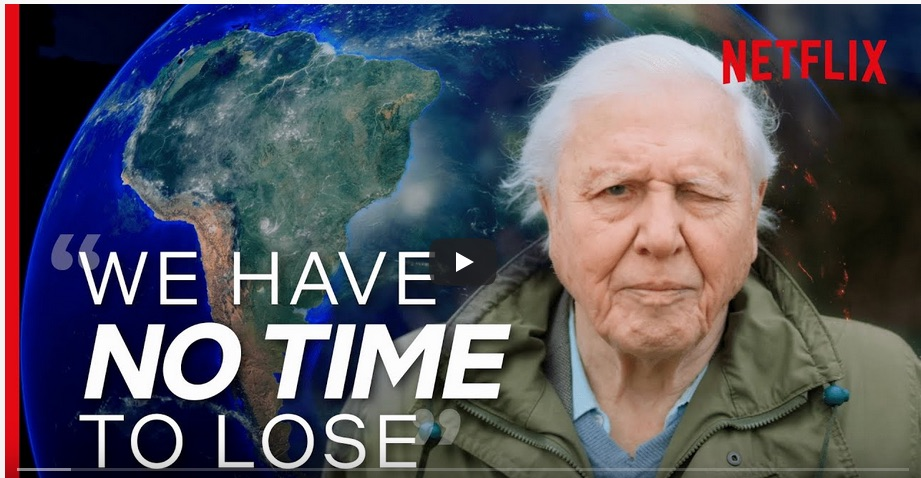 NETFLIX
“WE HAVE
NO TIME
TO LOSE”